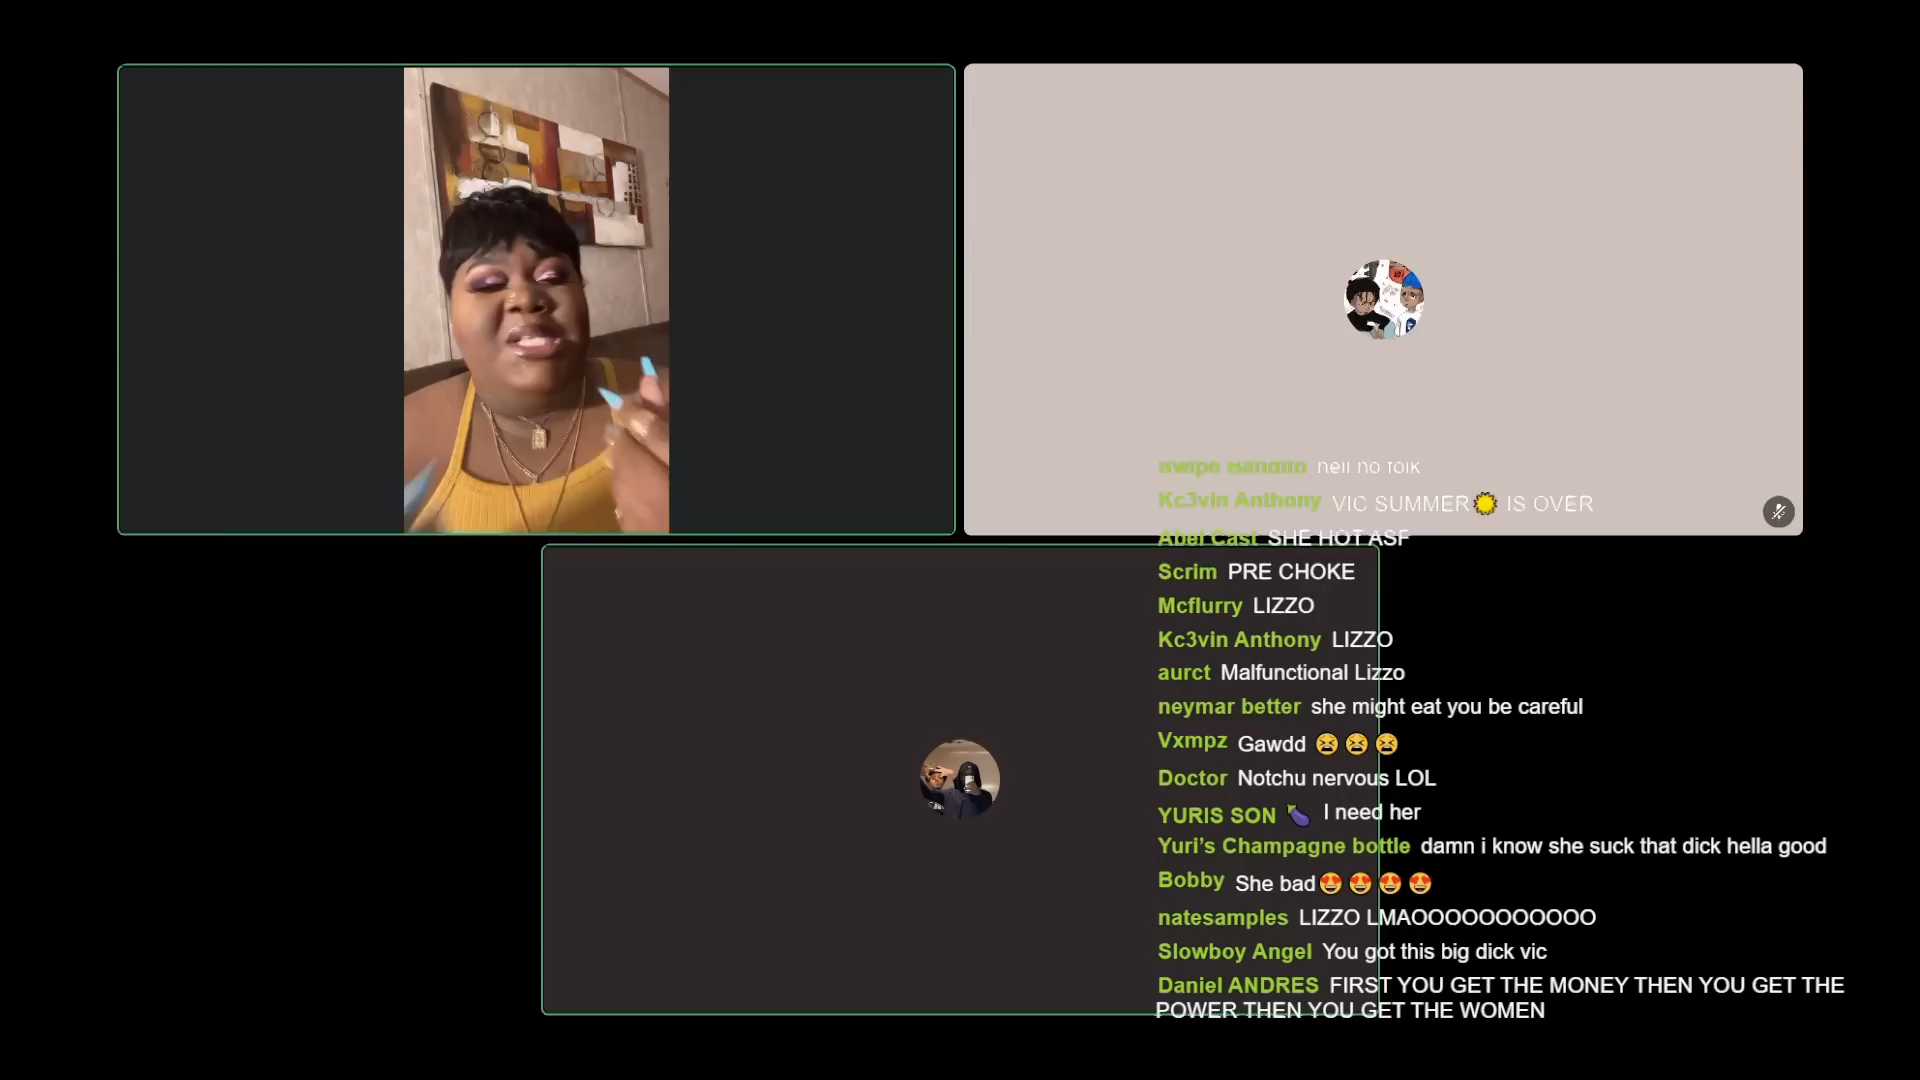 Swipe Bandito hell no folk
Kc3vin Anthony VIC SUMMER IS OVER
Abel Cast SHE HOT ASF
Scrim PRE CHOKE
Mcflurry LIZZO
Kc3vin Anthony LIZZO
aurct Malfunctional Lizzo
neymar better she might eat you be careful
Vxmpz Gawdd 😫 😫 😫
Doctor Notchu nervous LOL
YURIS SON 🍆 I need her
Yuri’s Champagne bottle damn i know she suck that dick hella good
Bobby She bad😍 😍 😍 😍
natesamples LIZZO LMAOOOOOOOOOOO
Slowboy Angel You got this big dick vic
Daniel ANDRES FIRST YOU GET THE MONEY THEN YOU GET THE
POWER THEN YOU GET THE WOMEN